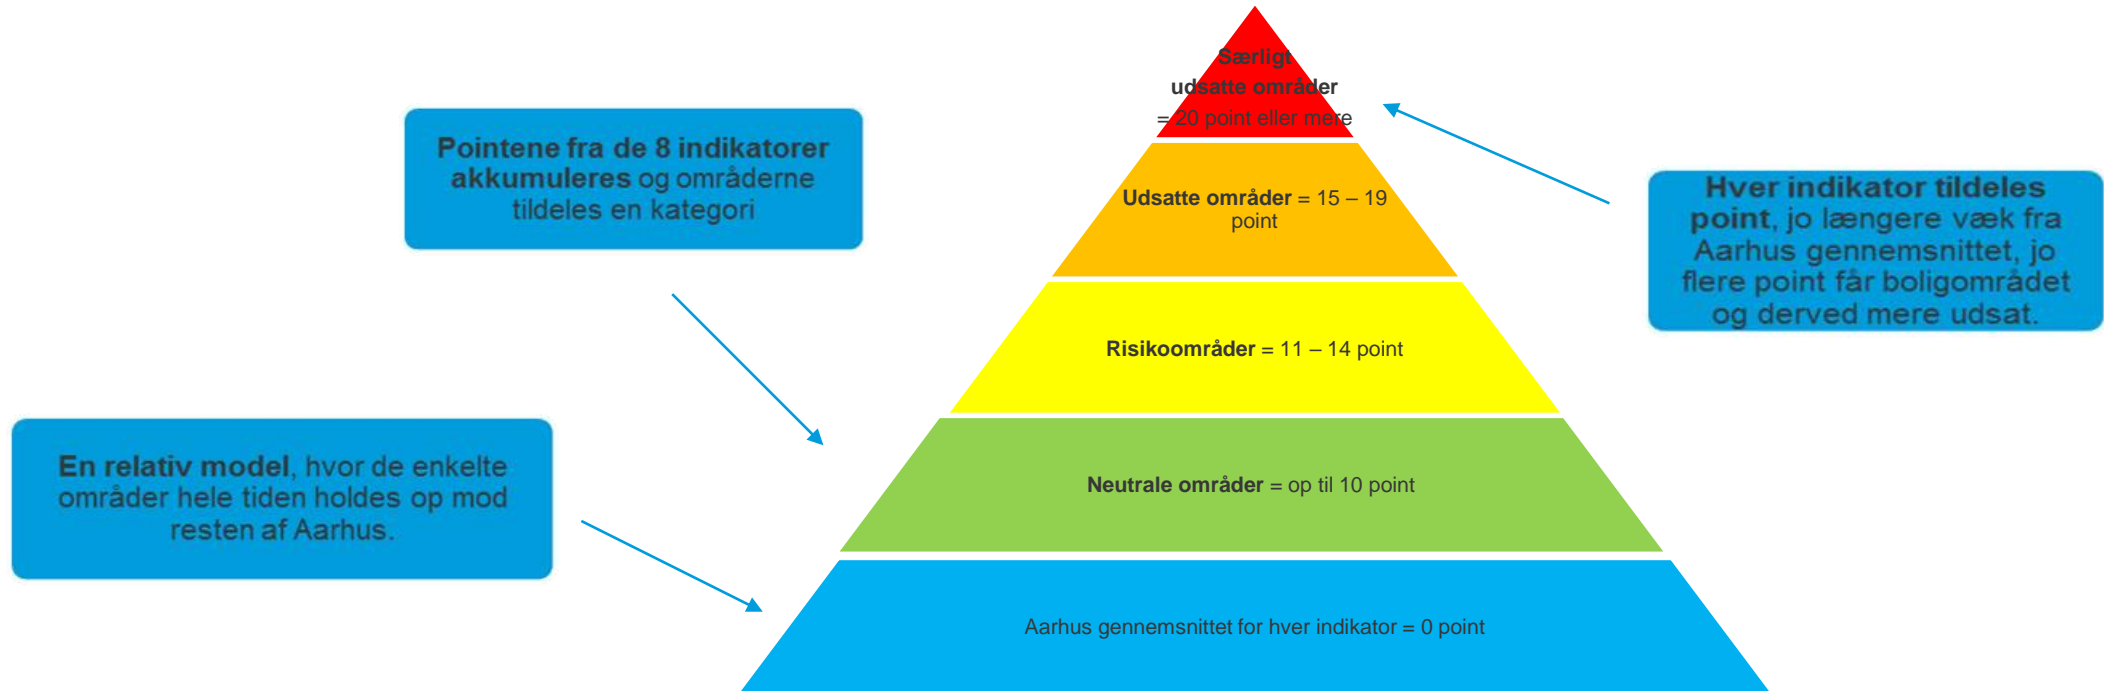 Særligt
udsatte områder
= 20 point eller mere
Pointene fra de 8 indikatorer
akkumuleres og områderne
tildeles en kategori
Udsatte områder = 15 – 19
point
Hver indikator tildeles
point, jo længere væk fra
Aarhus gennemsnittet, jo
flere point får boligområdet
og derved mere udsat.
Risikoområder = 11 – 14 point
En relativ model, hvor de enkelte
områder hele tiden holdes op mod
resten af Aarhus.
Neutrale områder = op til 10 point
Aarhus gennemsnittet for hver indikator = 0 point